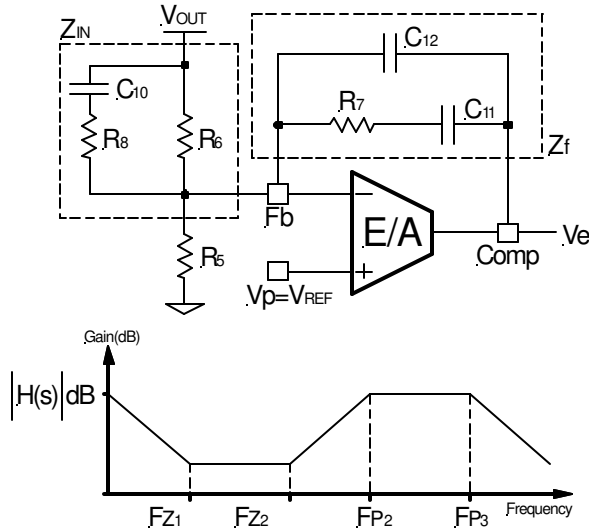 VOUT
ZIN
C12
C10
R7
C11
R8
R6
Zf
Fb
E/A
R5
Comp
Ve
Vp=VREF
Gain(dB)
|H(s)|dB
FZ1
FZ2
FP2
FP3
Frequency